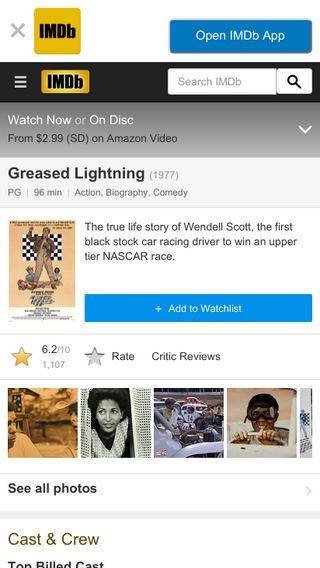 IMDb
Open IMDb App
IMDb
Search IMDb
Watch Now or On Disc
From $2.99 (SD) on Amazon Video
Greased Lightning (1977)
PG | 96 min | Action, Biography, Comedy
The true life story of Wendell Scott, the first
black stock car racing driver to win an upper
tier NASCAR race.
+ Add to Watchlist
6.2/10
1,107
Rate
Critic Reviews
See all photos
Cast & Crew
Top Billed Cast